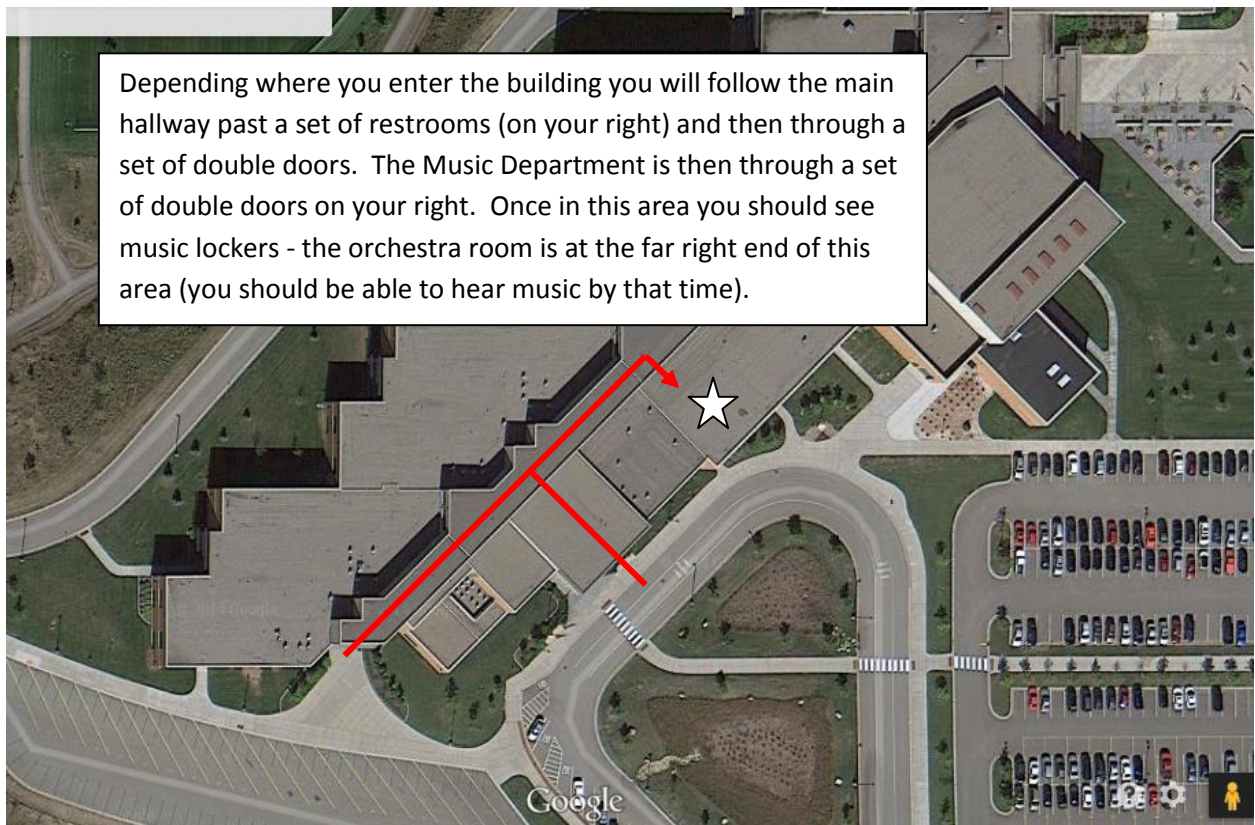 Depending where you enter the building you will follow the main
hallway past a set of restrooms (on your right) and then through a
set of double doors.  The Music Department is then through a set
of double doors on your right.  Once in this area you should see
music lockers - the orchestra room is at the far right end of this
area (you should be able to hear music by that time).
Google